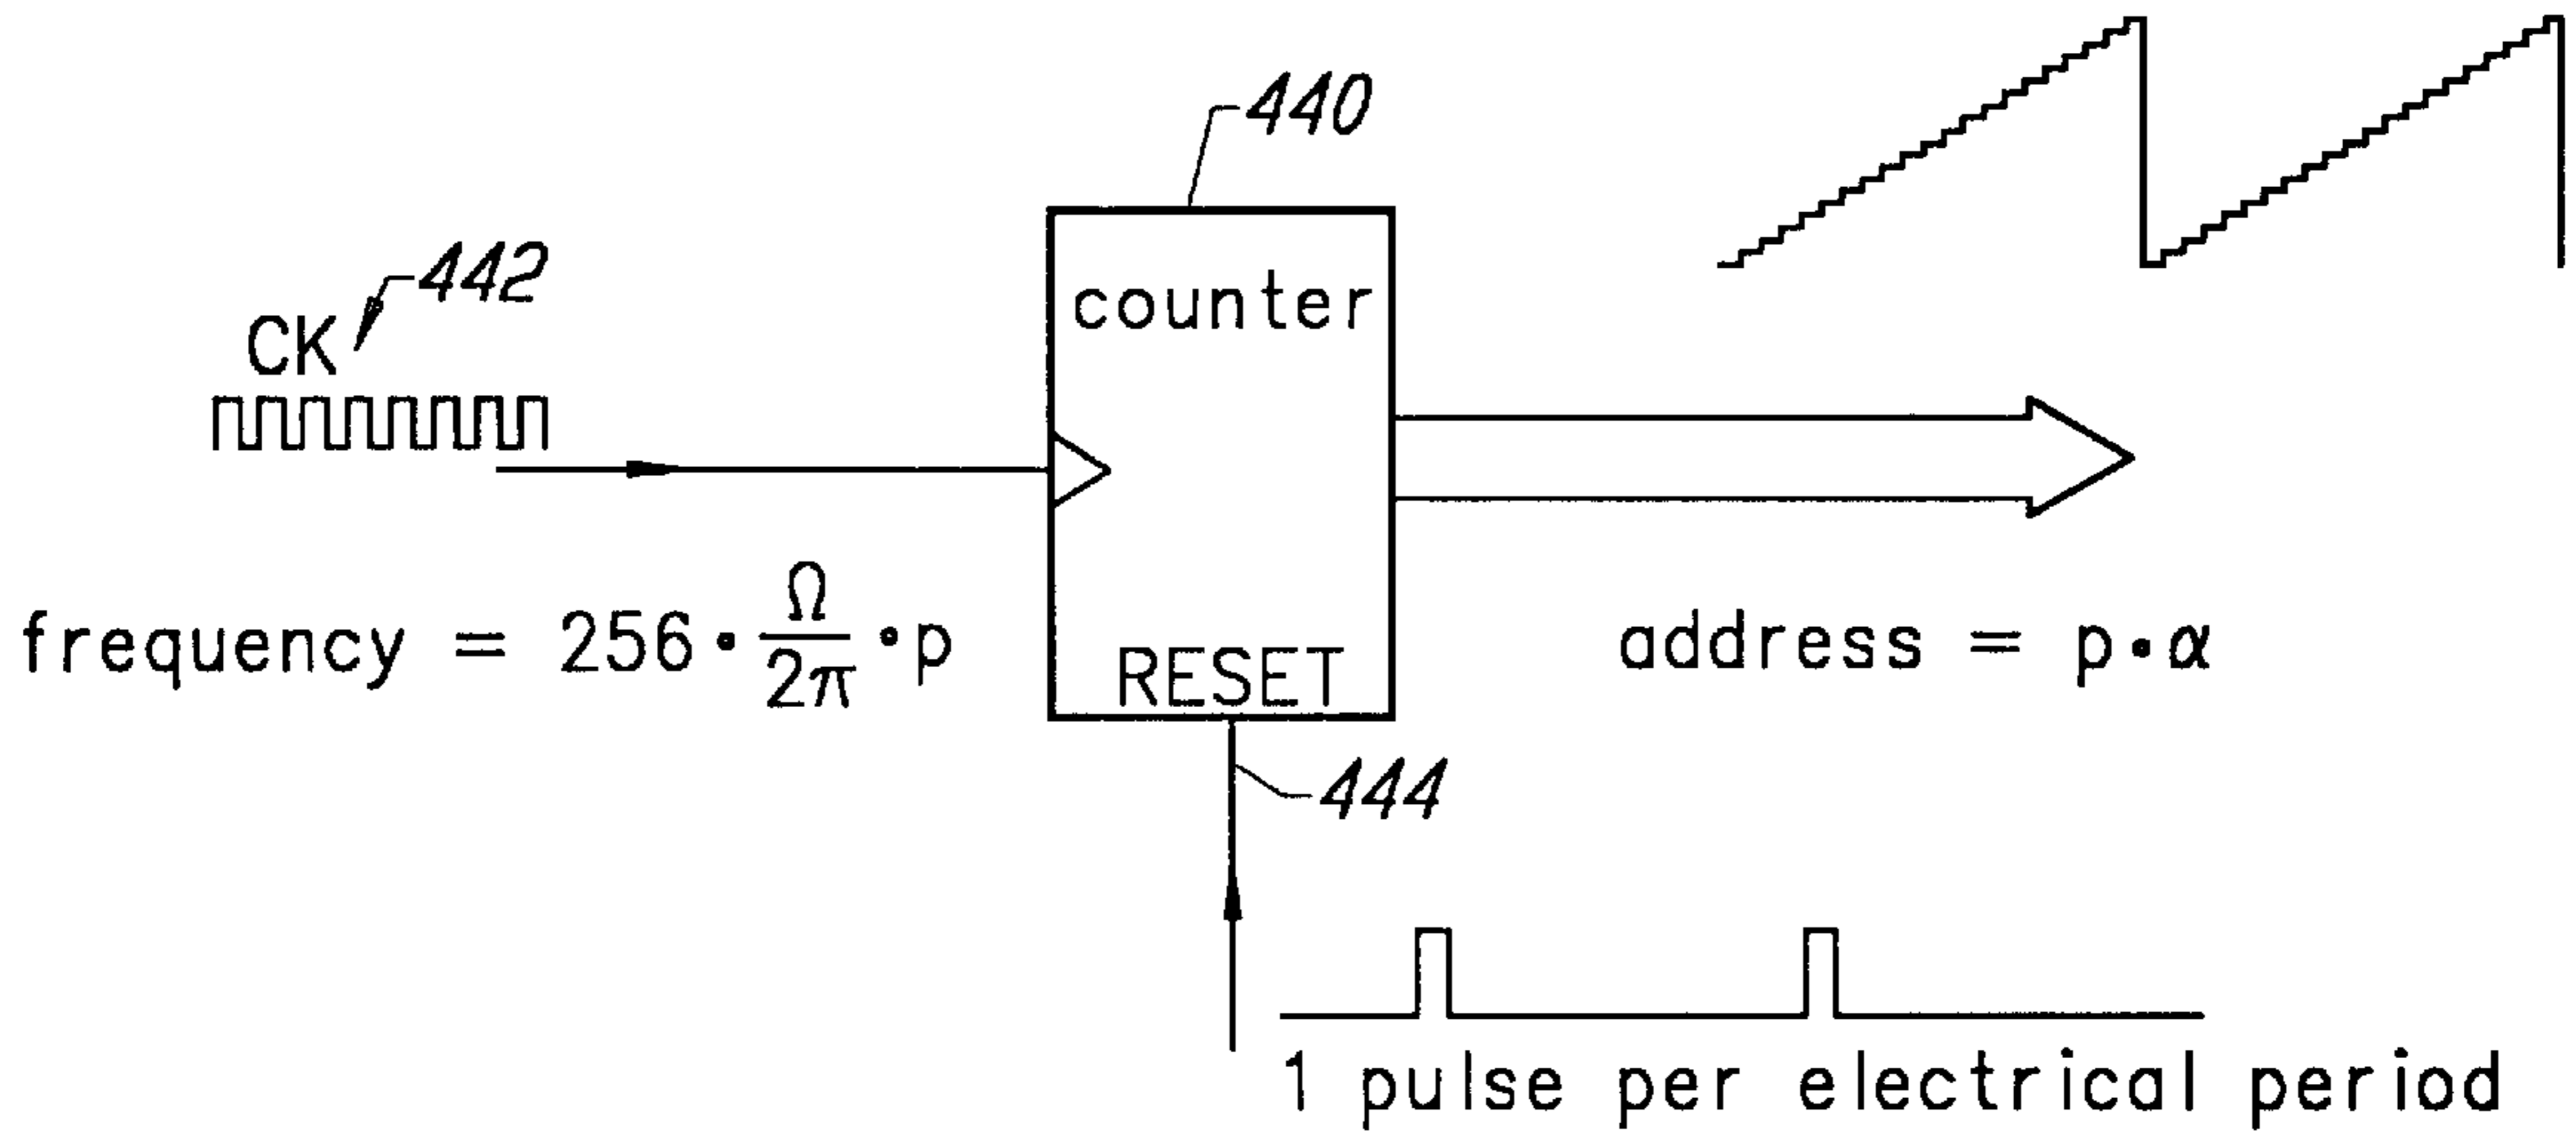 440
442
CK
counter
frequency = 256 · Ω/2π · p
address = p·α
RESET
444
1 pulse per electrical period